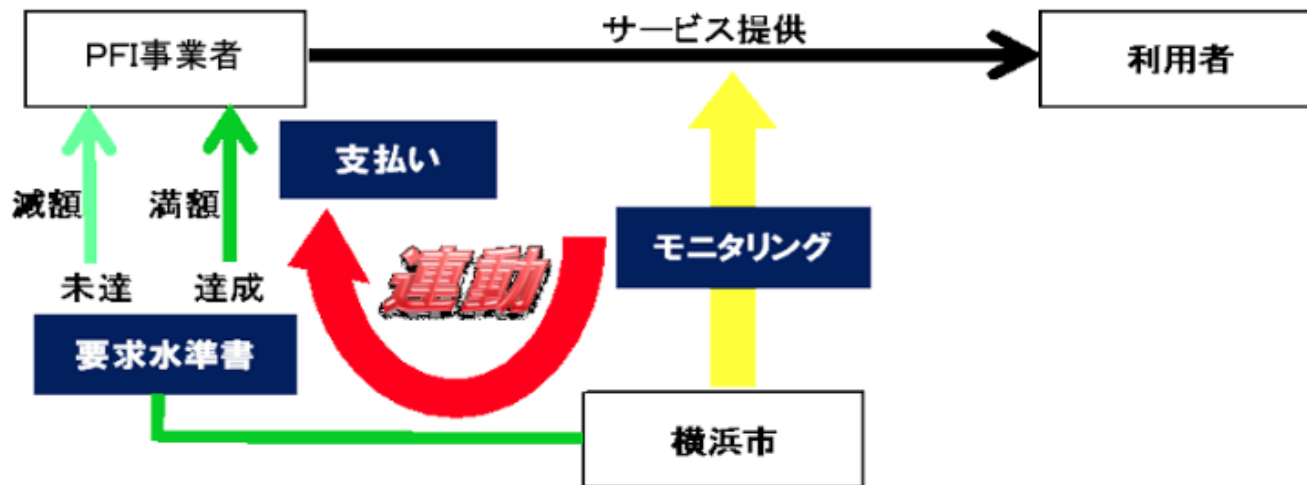 サービス提供
PFI事業者
利用者
支払い
減額
満額
連動
モニタリング
未達
達成
要求水準書
横浜市